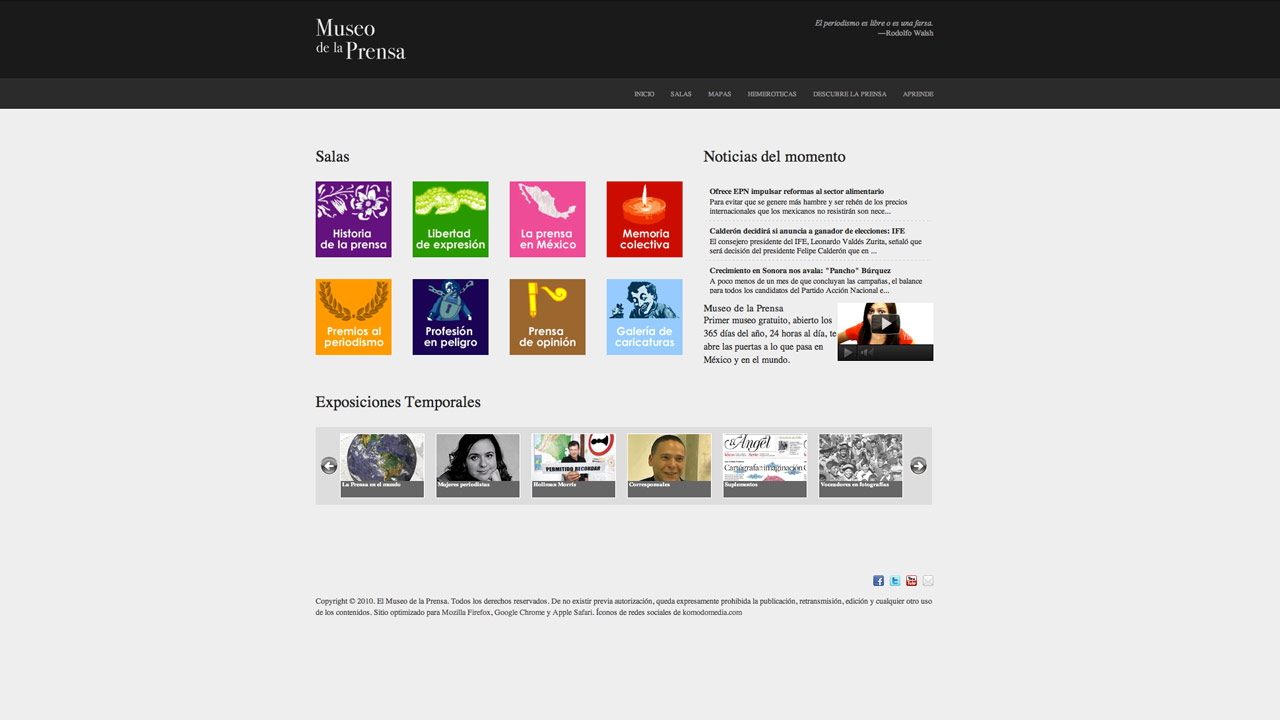 Museo
de la Prensa
El periodismo es libre o es una farsa.
—Rodolfo Walsh
INICIO SALAS MAPAS HEMEROTECAS DESCUBRE LA PRENSA APRENDE
Salas
Historia
de la prensa
Libertad
de expresión
La prensa
en México
Memoria
colectiva
Premios al
periodismo
Profesión
en peligro
Prensa
de opinión
Galería de
caricaturas
Noticias del momento
Ofrece EPN impulsar reformas al sector alimentario
Para evitar que se genere más hambre y ser rehén de los precios
internacionales que los mexicanos no resistirán son nece...
Calderón decidirá si anuncia a ganador de elecciones: IFE
El consejero presidente del IFE, Leonardo Valdés Zurita, señaló que
será decisión del presidente Felipe Calderón que en ...
Crecimiento en Sonora nos avala: "Pancho" Búrquez
A poco menos de un mes de que concluyan las campañas, el balance
para todos los candidatos del Partido Acción Nacional e...
Museo de la Prensa
Primer museo gratuito, abierto los
365 días del año, 24 horas al día, te
abre las puertas a lo que pasa en
México y en el mundo.
Exposiciones Temporales
La Prensa en el mundo
Mujeres periodistas
PERMITIDO RECORDAR
Rollman Morris
Corresponsales
Ángel
Cartógrafa imaginación
Suplementos
Voceadores en fotografías
Copyright © 2010. El Museo de la Prensa. Todos los derechos reservados. De no existir previa autorización, queda expresamente prohibida la publicación, retransmisión, edición y cualquier otro uso
de los contenidos. Sitio optimizado para Mozilla Firefox, Google Chrome y Apple Safari. Íconos de redes sociales de komodomedia.com